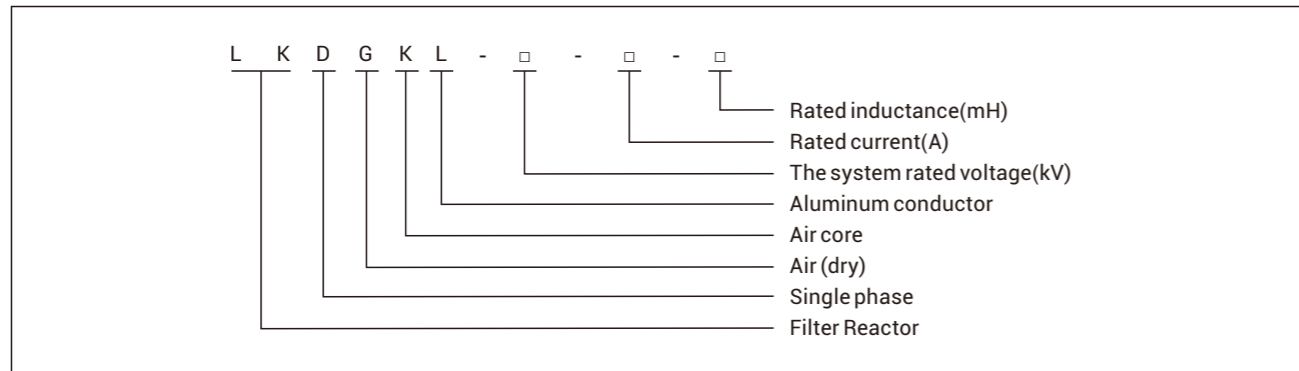 L K D G K L - □ - □ - □
Rated inductance(mH)
Rated current(A)
The system rated voltage(kV)
Aluminum conductor
Air core
Air (dry)
Single phase
Filter Reactor